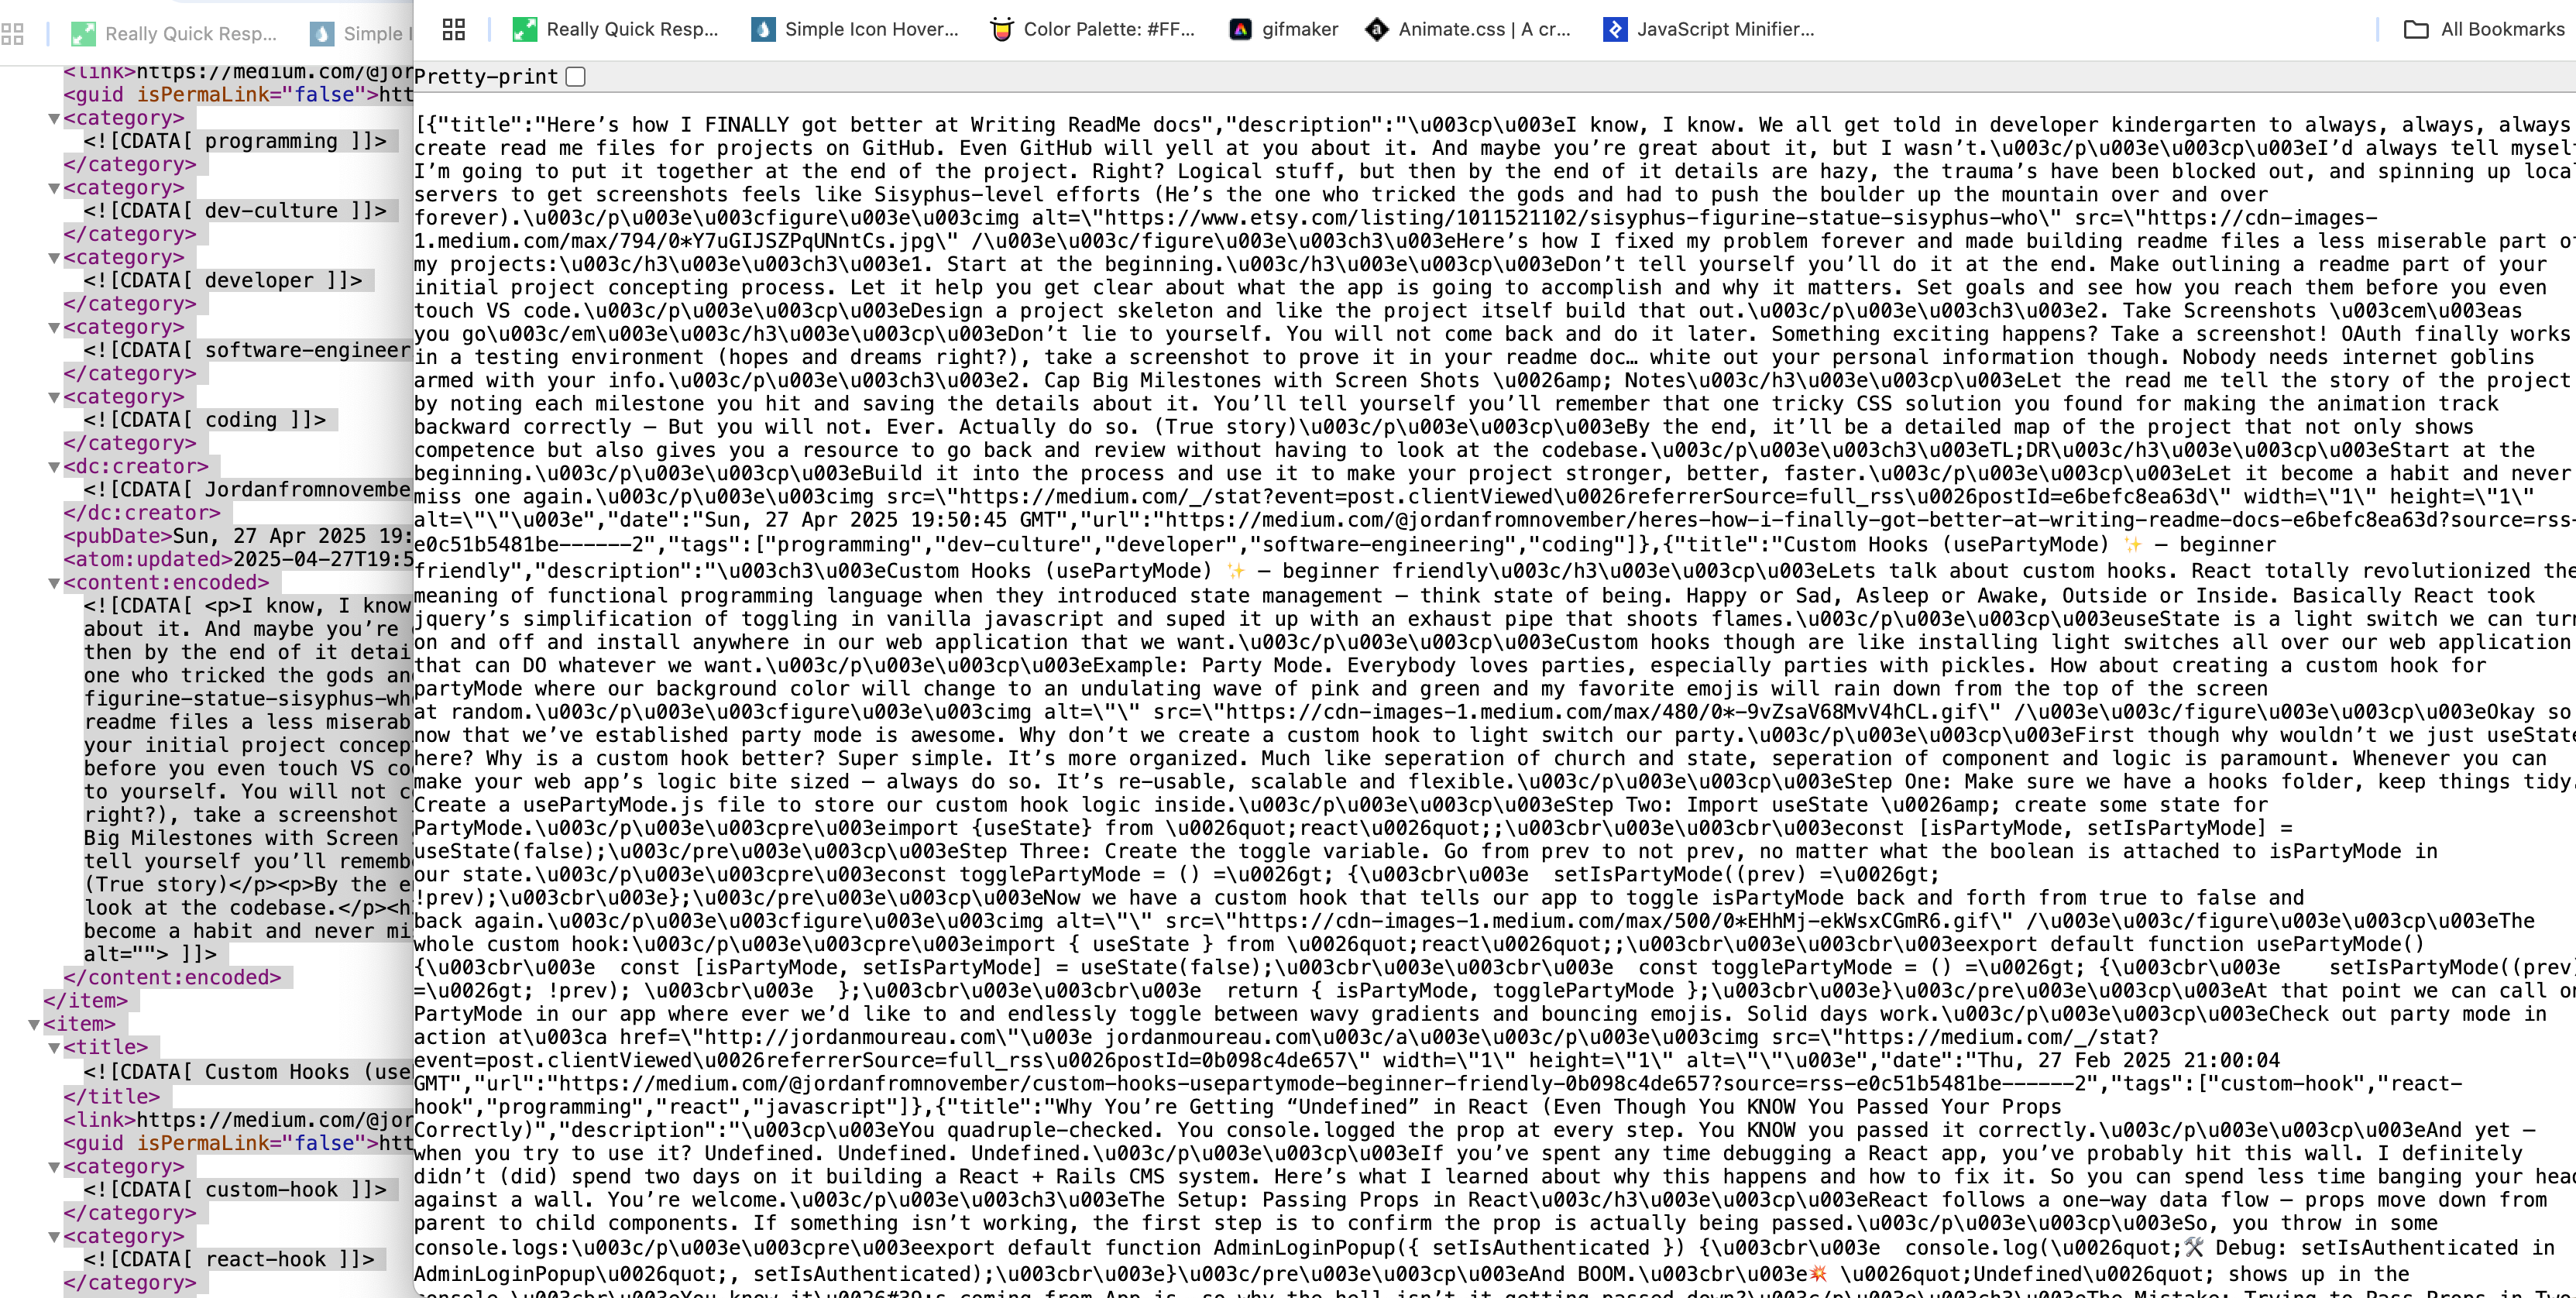 Really Quick Resp...
Simple I
<link>https://medium.com/@jor
<guid isPermaLink="false">htt
<category>
<![CDATA[ programming ]]>
</category>
<category>
<![CDATA[ dev-culture ]]>
</category>
<category>
<![CDATA[ developer ]]>
</category>
<category>
<![CDATA[ software-engineer
</category>
<category>
<![CDATA[ coding ]]>
</category>
<dc:creator>
<![CDATA[ Jordanfromnovembe
</dc:creator>
<pubDate>Sun, 27 Apr 2025 19:
<atom:updated>2025-04-27T19:5
<content:encoded>
<![CDATA[ <p>I know, I know
about it. And maybe you’re
then by the end of it detai
one who tricked the gods an
figurine-statue-sisyphus-wh
readme files a less miserab
your initial project concep
before you even touch VS co
to yourself. You will not c
right?), take a screenshot
Big Milestones with Screen
tell yourself you’ll rememb
(True story)</p><p>By the e
look at the codebase.</p><h
become a habit and never mi
alt=""> ]]>
</content:encoded>
</item>
<item>
<title>
<![CDATA[ Custom Hooks (use
</title>
<link>https://medium.com/@jor
<guid isPermaLink="false">htt
<category>
<![CDATA[ custom-hook ]]>
</category>
<category>
<![CDATA[ react-hook ]]>
</category>
Really Quick Resp...
Simple Icon Hover...
Color Palette: #FF...
gifmaker
Animate.css | A cr...
JavaScript Minifier...
All Bookmarks
Pretty-print
[{"title":"Here’s how I FINALLY got better at Writing ReadMe docs","description":"\u003cp\u003eI know, I know. We all get told in developer kindergarten to always, always, always
create read me files for projects on GitHub. Even GitHub will yell at you about it. And maybe you’re great about it, but I wasn’t.\u003c/p\u003e\u003cp\u003eI’d always tell myself
I’m going to put it together at the end of the project. Right? Logical stuff, but then by the end of it details are hazy, the trauma’s have been blocked out, and spinning up loca
servers to get screenshots feels like Sisyphus-level efforts (He’s the one who tricked the gods and had to push the boulder up the mountain over and over
forever).\u003c/p\u003e\u003cfigure\u003e\u003cimg alt=\"https://www.etsy.com/listing/1011521102/sisyphus-figurine-statue-sisyphus-who\" src=\"https://cdn-images-
1.medium.com/max/794/0*Y7uGIJSZPqUNntCs.jpg\" /\u003e\u003c/figure\u003e\u003ch3\u003eHere’s how I fixed my problem forever and made building readme files a less miserable part of
my projects:\u003c/h3\u003e\u003ch3\u003e1. Start at the beginning.\u003c/h3\u003e\u003cp\u003eDon’t tell yourself you’ll do it at the end. Make outlining a readme part of your
initial project concepting process. Let it help you get clear about what the app is going to accomplish and why it matters. Set goals and see how you reach them before you even
touch VS code.\u003c/p\u003e\u003cp\u003eDesign a project skeleton and like the project itself build that out.\u003c/p\u003e\u003ch3\u003e2. Take Screenshots \u003cem\u003eas
you go\u003c/em\u003e\u003c/h3\u003e\u003cp\u003eDon’t lie to yourself. You will not come back and do it later. Something exciting happens? Take a screenshot! OAuth finally works
in a testing environment (hopes and dreams right?), take a screenshot to prove it in your readme doc… white out your personal information though. Nobody needs internet goblins
armed with your info.\u003c/p\u003e\u003ch3\u003e2. Cap Big Milestones with Screen Shots \u0026amp; Notes\u003c/h3\u003e\u003cp\u003eLet the read me tell the story of the project
by noting each milestone you hit and saving the details about it. You’ll tell yourself you’ll remember that one tricky CSS solution you found for making the animation track
backward correctly — But you will not. Ever. Actually do so. (True story)\u003c/p\u003e\u003cp\u003eBy the end, it’ll be a detailed map of the project that not only shows
competence but also gives you a resource to go back and review without having to look at the codebase.\u003c/p\u003e\u003ch3\u003eTL;DR\u003c/h3\u003e\u003cp\u003eStart at the
beginning.\u003c/p\u003e\u003cp\u003eBuild it into the process and use it to make your project stronger, better, faster.\u003c/p\u003e\u003cp\u003eLet it become a habit and never
miss one again.\u003c/p\u003e\u003cimg src=\"https://medium.com/_/stat?event=post.clientViewed\u0026referrerSource=full_rss\u0026postId=e6befc8ea63d\" width=\"1\" height=\"1\"
alt=\"\"\u003e","date":"Sun, 27 Apr 2025 19:50:45 GMT","url":"https://medium.com/@jordanfromnovember/heres-how-i-finally-got-better-at-writing-readme-docs-e6befc8ea63d?source=rss-
e0c51b5481be------2","tags":["programming","dev-culture","developer","software-engineering","coding"]},{"title":"Custom Hooks (usePartyMode) ✨ — beginner
friendly","description":"\u003ch3\u003eCustom Hooks (usePartyMode) ✨ — beginner friendly\u003c/h3\u003e\u003cp\u003eLets talk about custom hooks. React totally revolutionized the
meaning of functional programming language when they introduced state management — think state of being. Happy or Sad, Asleep or Awake, Outside or Inside. Basically React took
jquery’s simplification of toggling in vanilla javascript and suped it up with an exhaust pipe that shoots flames.\u003c/p\u003e\u003cp\u003euseState is a light switch we can turn
on and off and install anywhere in our web application that we want.\u003c/p\u003e\u003cp\u003eCustom hooks though are like installing light switches all over our web application
that can DO whatever we want.\u003c/p\u003e\u003cp\u003eExample: Party Mode. Everybody loves parties, especially parties with pickles. How about creating a custom hook for
partyMode where our background color will change to an undulating wave of pink and green and my favorite emojis will rain down from the top of the screen
at random.\u003c/p\u003e\u003cfigure\u003e\u003cimg alt=\"\" src=\"https://cdn-images-1.medium.com/max/480/0*-9vZsaV68MvV4hCL.gif\" /\u003e\u003c/figure\u003e\u003cp\u003eOkay so
now that we’ve established party mode is awesome. Why don’t we create a custom hook to light switch our party.\u003c/p\u003e\u003cp\u003eFirst though why wouldn’t we just useState
here? Why is a custom hook better? Super simple. It’s more organized. Much like seperation of church and state, seperation of component and logic is paramount. Whenever you can
make your web app’s logic bite sized — always do so. It’s re-usable, scalable and flexible.\u003c/p\u003e\u003cp\u003eStep One: Make sure we have a hooks folder, keep things tidy.
Create a usePartyMode.js file to store our custom hook logic inside.\u003c/p\u003e\u003cp\u003eStep Two: Import useState \u0026amp; create some state for
PartyMode.\u003c/p\u003e\u003cpre\u003eimport {useState} from \u0026quot;react\u0026quot;;\u003cbr\u003e\u003cbr\u003econst [isPartyMode, setIsPartyMode] =
useState(false);\u003c/pre\u003e\u003cp\u003eStep Three: Create the toggle variable. Go from prev to not prev, no matter what the boolean is attached to isPartyMode in
our state.\u003c/p\u003e\u003cpre\u003econst togglePartyMode = () =\u0026gt; {\u003cbr\u003e  setIsPartyMode((prev) =\u0026gt;
!prev);\u003cbr\u003e};\u003c/pre\u003e\u003cp\u003eNow we have a custom hook that tells our app to toggle isPartyMode back and forth from true to false and
back again.\u003c/p\u003e\u003cfigure\u003e\u003cimg alt=\"\" src=\"https://cdn-images-1.medium.com/max/500/0*EHhMj-ekWsxCGmR6.gif\" /\u003e\u003c/figure\u003e\u003cp\u003eThe
whole custom hook:\u003c/p\u003e\u003cpre\u003eimport { useState } from \u0026quot;react\u0026quot;;\u003cbr\u003e\u003cbr\u003eexport default function usePartyMode()
{\u003cbr\u003e  const [isPartyMode, setIsPartyMode] = useState(false);\u003cbr\u003e\u003cbr\u003e  const togglePartyMode = () =\u0026gt; {\u003cbr\u003e    setIsPartyMode((prev)
=\u0026gt; !prev); \u003cbr\u003e  };\u003cbr\u003e\u003cbr\u003e  return { isPartyMode, togglePartyMode };\u003cbr\u003e}\u003c/pre\u003e\u003cp\u003eAt that point we can call on
PartyMode in our app where ever we’d like to and endlessly toggle between wavy gradients and bouncing emojis. Solid days work.\u003c/p\u003e\u003cp\u003eCheck out party mode in
action at\u003ca href=\"http://jordanmoureau.com\"\u003e jordanmoureau.com\u003c/a\u003e\u003c/p\u003e\u003cimg src=\"https://medium.com/_/stat?
event=post.clientViewed\u0026referrerSource=full_rss\u0026postId=0b098c4de657\" width=\"1\" height=\"1\" alt=\"\"\u003e","date":"Thu, 27 Feb 2025 21:00:04
GMT","url":"https://medium.com/@jordanfromnovember/custom-hooks-usepartymode-beginner-friendly-0b098c4de657?source=rss-e0c51b5481be------2","tags":["custom-hook","react-
hook","programming","react","javascript"]},{"title":"Why You’re Getting “Undefined” in React (Even Though You KNOW You Passed Your Props
Correctly)","description":"\u003cp\u003eYou quadruple-checked. You console.logged the prop at every step. You KNOW you passed it correctly.\u003c/p\u003e\u003cp\u003eAnd yet —
when you try to use it? Undefined. Undefined. Undefined.\u003c/p\u003e\u003cp\u003eIf you’ve spent any time debugging a React app, you’ve probably hit this wall. I definitely
didn’t (did) spend two days on it building a React + Rails CMS system. Here’s what I learned about why this happens and how to fix it. So you can spend less time banging your head
against a wall. You’re welcome.\u003c/p\u003e\u003ch3\u003eThe Setup: Passing Props in React\u003c/h3\u003e\u003cp\u003eReact follows a one-way data flow — props move down from
parent to child components. If something isn’t working, the first step is to confirm the prop is actually being passed.\u003c/p\u003e\u003cp\u003eSo, you throw in some
console.logs:\u003c/p\u003e\u003cpre\u003eexport default function AdminLoginPopup({ setIsAuthenticated }) {\u003cbr\u003e  console.log(\u0026quot;🛠 Debug: setIsAuthenticated in
AdminLoginPopup\u0026quot;, setIsAuthenticated);\u003cbr\u003e}\u003c/pre\u003e\u003cp\u003eAnd BOOM.\u003cbr\u003e💥 \u0026quot;Undefined\u0026quot; shows up in the